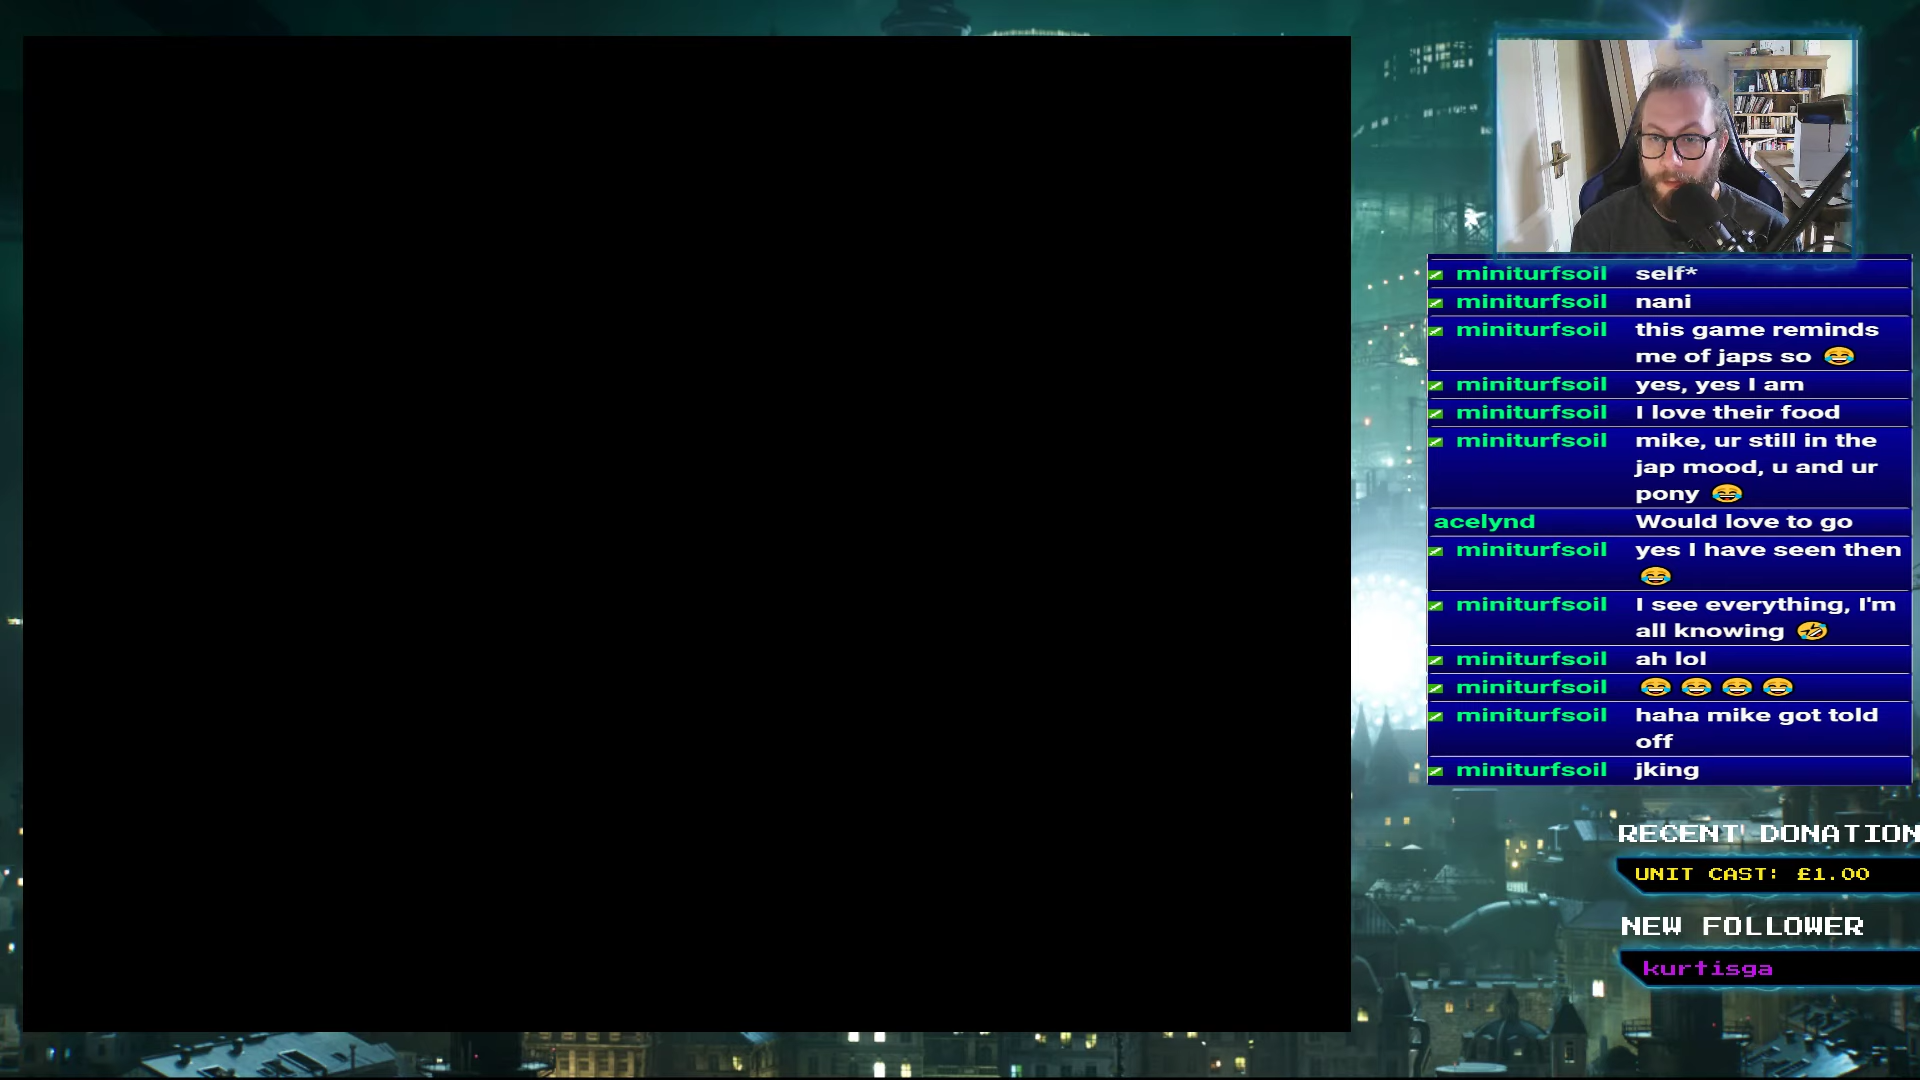 miniturfsoil self*
miniturfsoil nani
miniturfsoil this game reminds
me of japs so 😂
miniturfsoil yes, yes I am
miniturfsoil I love their food
miniturfsoil mike, ur still in the
jap mood, u and ur
pony 😂
acelynd Would love to go
miniturfsoil yes I have seen then
😂
miniturfsoil I see everything, I'm
all knowing 🤣
miniturfsoil ah lol
miniturfsoil 😂 😂 😂 😂
miniturfsoil haha mike got told
off
miniturfsoil jking
RECENT DONATION
UNIT CAST: £1.00
NEW FOLLOWER
kurtisga